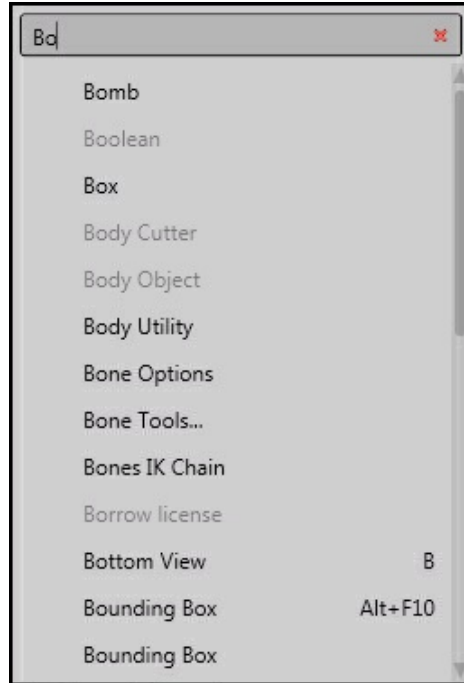 Bo
Bomb
Boolean
Box
Body Cutter
Body Object
Body Utility
Bone Options
Bone Tools...
Bones IK Chain
Borrow license
Bottom View B
Bounding Box Alt+F10
Bounding Box